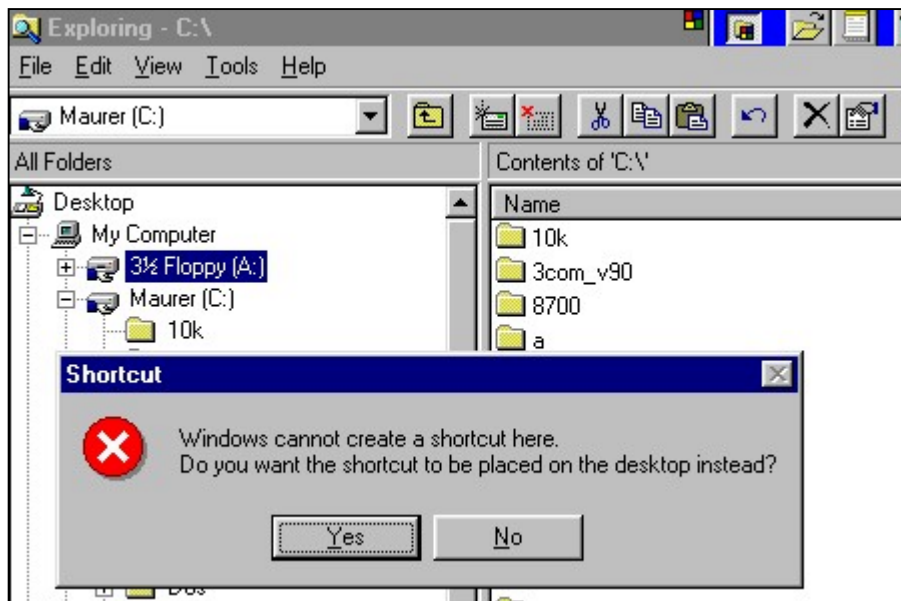 Exploring - C:\
File Edit View Tools Help
Maurer (C:)
All Folders
Contents of 'C:\'
Desktop
Name
My Computer
10k
3½ Floppy (A:)
3com_v90
Maurer (C:)
8700
10k
a
Shortcut
Windows cannot create a shortcut here.
Do you want the shortcut to be placed on the desktop instead?
Yes No